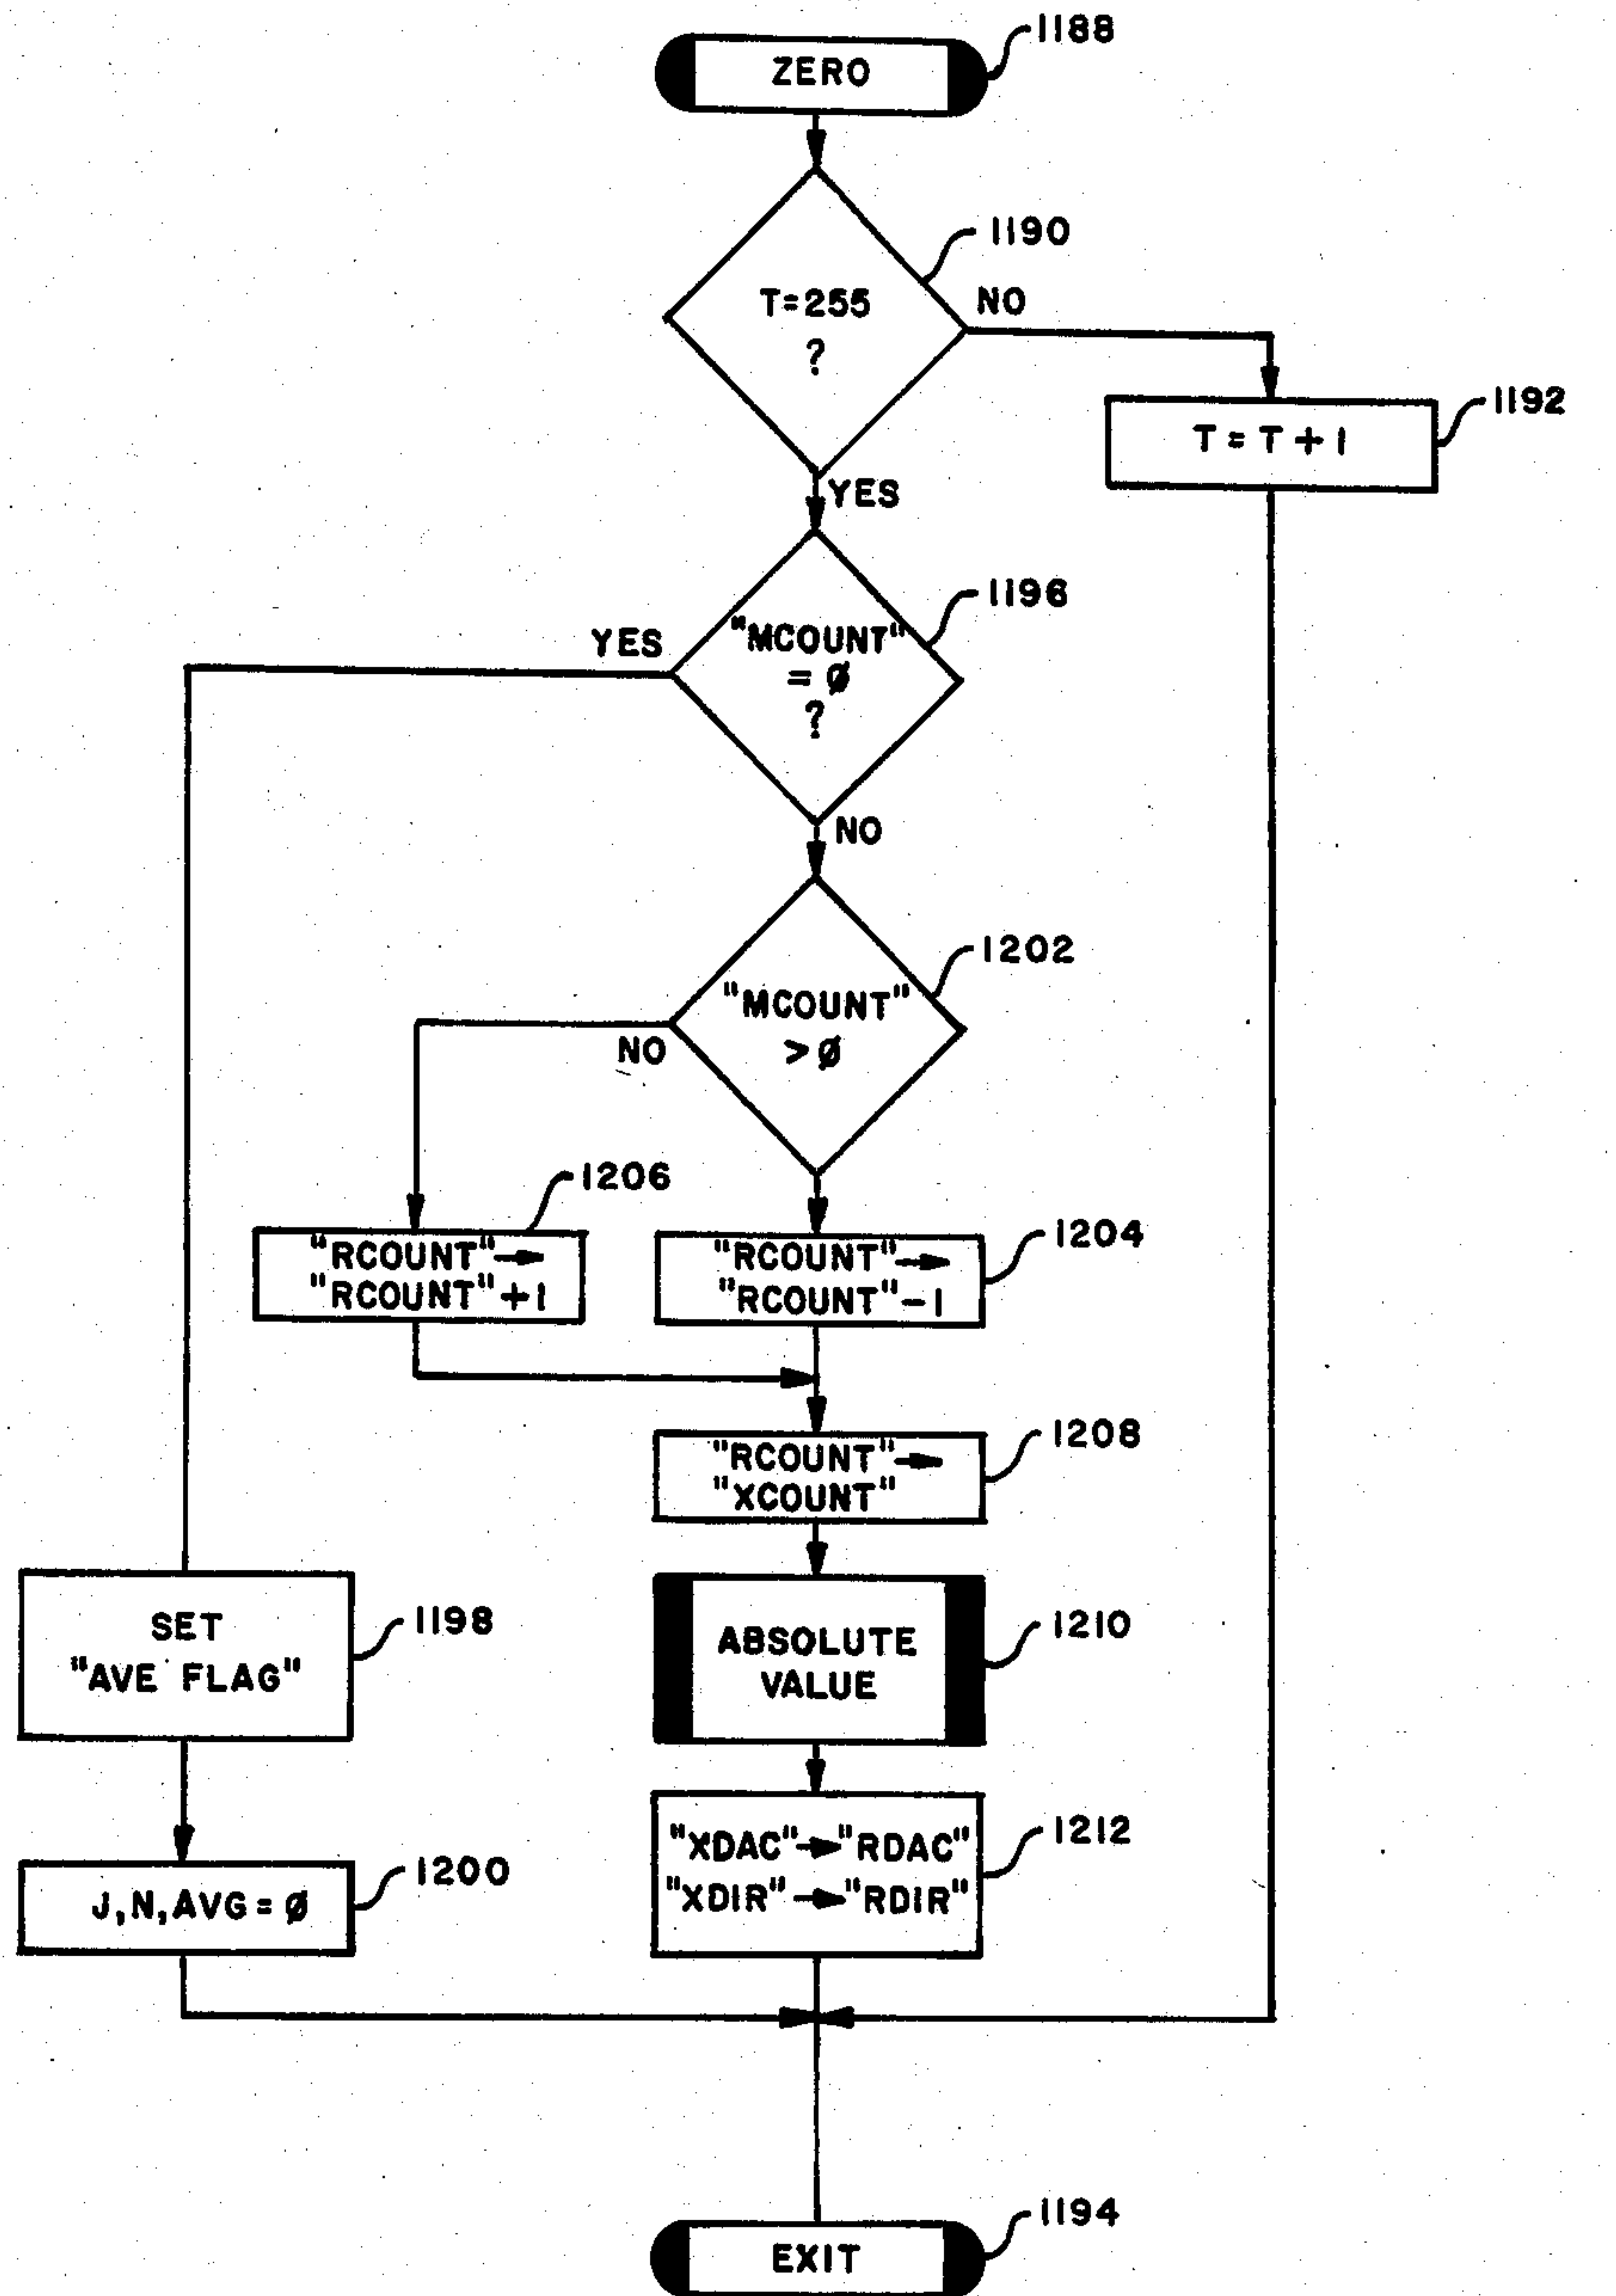 1188
ZERO
1190
T=255
?
NO
1192
T = T + 1
YES
1196
YES
"MCOUNT"
= Ø
?
NO
1202
"MCOUNT"
> Ø
NO
1206
"RCOUNT"→
"RCOUNT"+1
1204
"RCOUNT"→
"RCOUNT"-1
1208
"RCOUNT"→
"XCOUNT"
1198
SET
"AVE FLAG"
1210
ABSOLUTE
VALUE
1200
J,N,AVG = Ø
1212
"XDAC"→"RDAC"
"XDIR"→"RDIR"
1194
EXIT